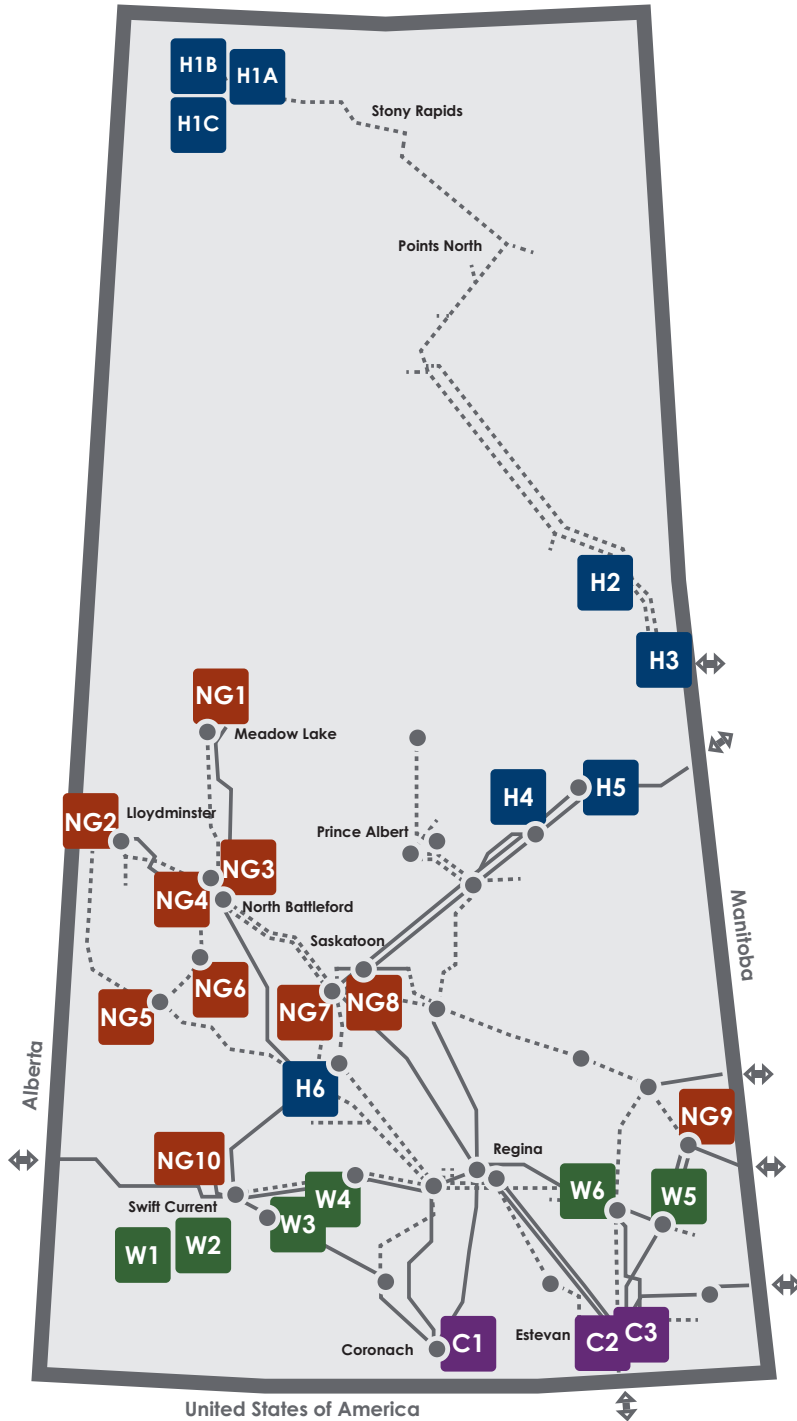 H1B
H1A
H1C
Stony Rapids
Points North
H2
H3
NG1
Meadow Lake
H4
H5
NG2
Lloydminster
Prince Albert
NG3
NG4
North Battleford
Saskatoon
Manitoba
NG6
NG5
NG7
NG8
Alberta
H6
NG9
Regina
NG10
Swift Current
W4
W3
W6
W5
W1
W2
Coronach
C1
Estevan
C2
C3
United States of America